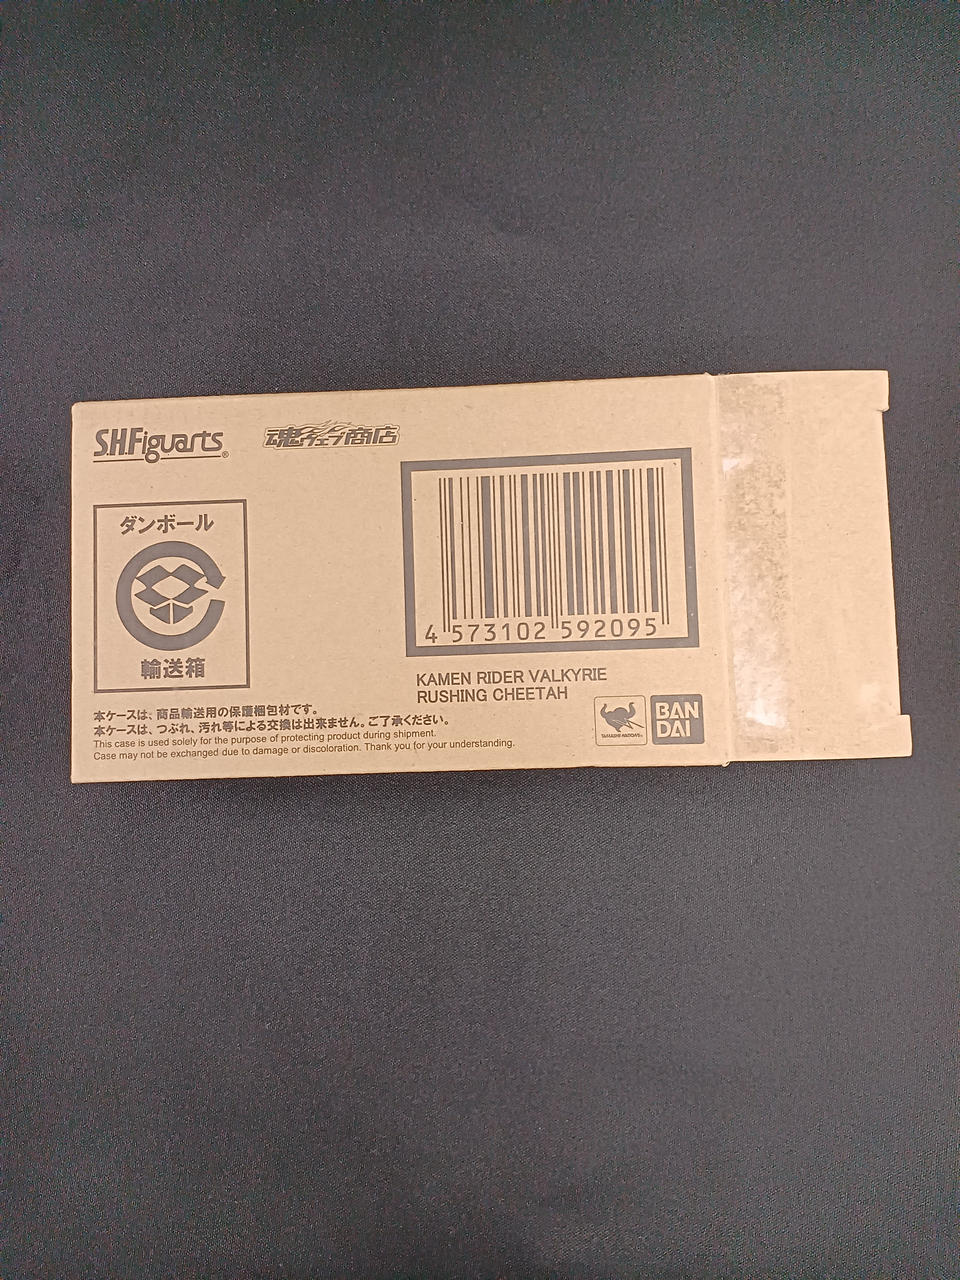 S.H.Figuarts®
魂ウェブ商店
ダンボール
輸送箱
4 573102 592095
KAMEN RIDER VALKYRIE
RUSHING CHEETAH
本ケースは、商品輸送用の保護梱包材です。
本ケースは、つぶれ、汚れ等による交換は出来ません。ご了承ください。
This case is used solely for the purpose of protecting product during shipment.
Case may not be exchanged due to damage or discoloration. Thank you for your understanding.
TAMASHII NATIONS
BAN
DAI